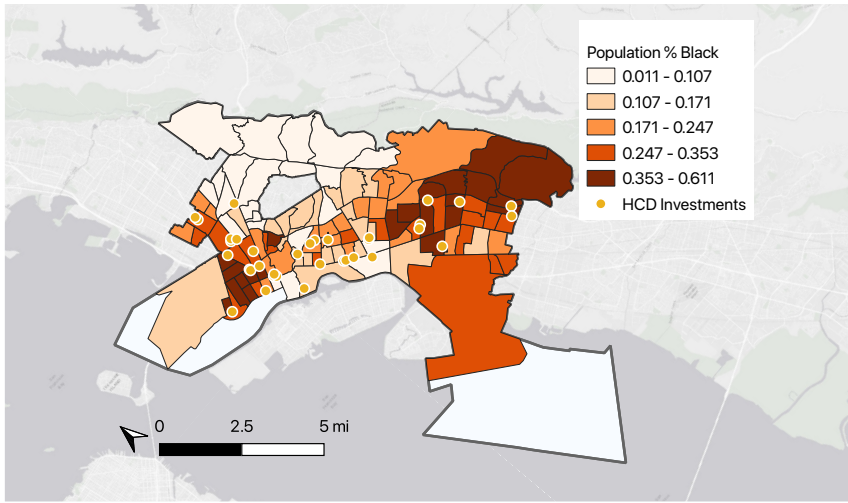 Population % Black
0.011 - 0.107
0.107 - 0.171
0.171 - 0.247
0.247 - 0.353
0.353 - 0.611
HCD Investments
0 2.5 5 mi